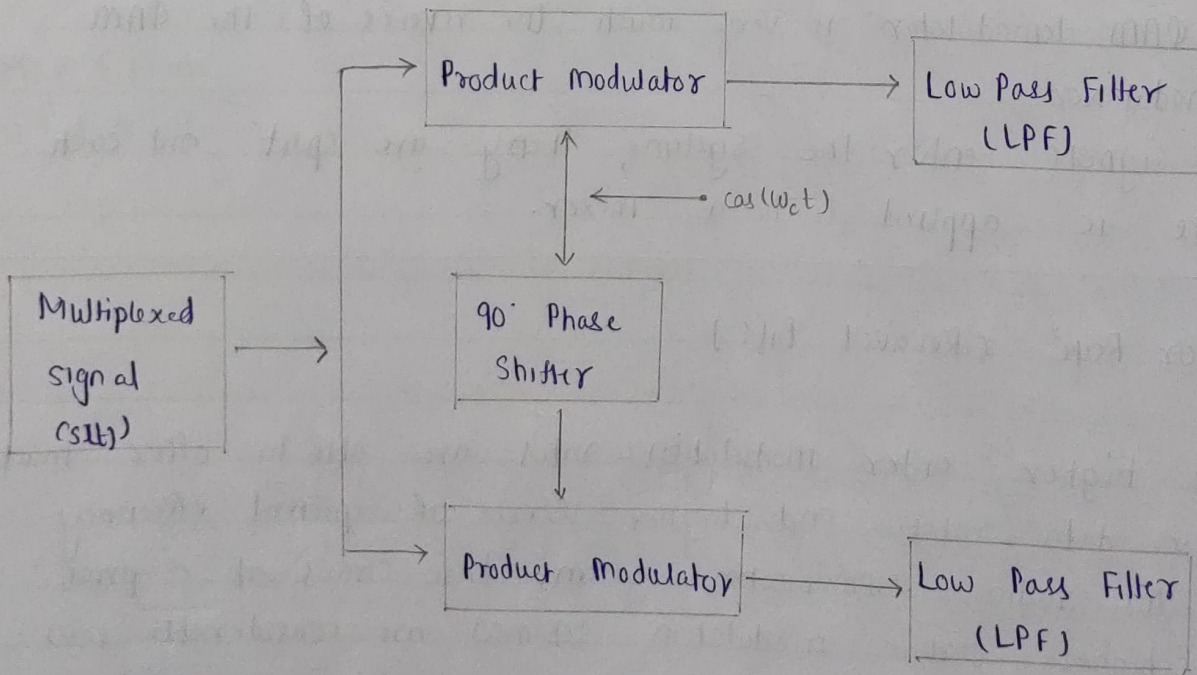 Product Modulator
Low Pass Filter
(LPF)
cos(Wct)
Multiplexed
signal
(s(t))
90° Phase
Shifter
Product Modulator
Low Pass Filter
(LPF)